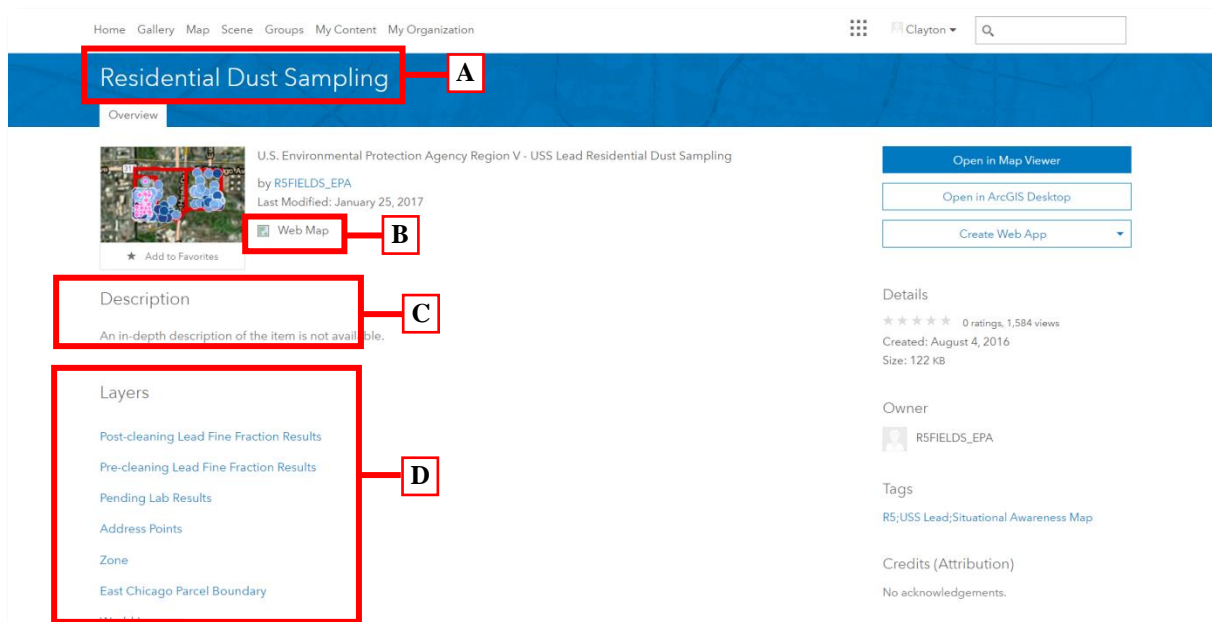 Home Gallery Map Scene Groups My Content My Organization
Clayton
Residential Dust Sampling
A
Overview
U.S. Environmental Protection Agency Region V - USS Lead Residential Dust Sampling
by R5FIELDS_EPA
Last Modified: January 25, 2017
Web Map
B
Add to Favorites
Description
C
An in-depth description of the item is not available.
Layers
Post-cleaning Lead Fine Fraction Results
Pre-cleaning Lead Fine Fraction Results
D
Pending Lab Results
Address Points
Zone
East Chicago Parcel Boundary
Open in Map Viewer
Open in ArcGIS Desktop
Create Web App
Details
0 ratings, 1,584 views
Created: August 4, 2016
Size: 122 KB
Owner
R5FIELDS_EPA
Tags
R5;USS Lead;Situational Awareness Map
Credits (Attribution)
No acknowledgements.